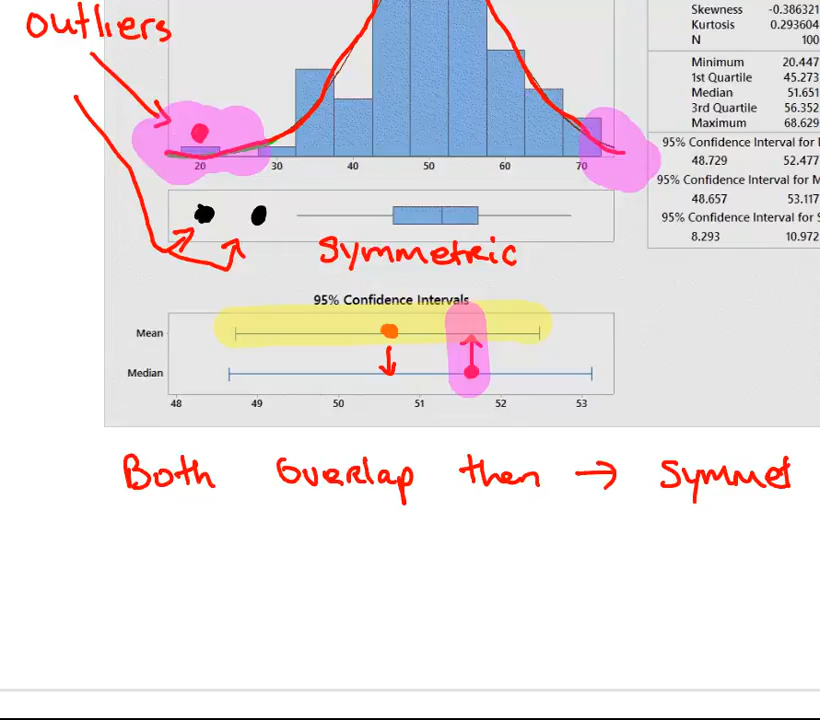 outliers
Skewness -0.386321
Kurtosis 0.293604
N 100
Minimum 20.447
1st Quartile 45.273
Median 51.651
3rd Quartile 56.352
Maximum 68.629
95% Confidence Interval for
48.729 52.477
95% Confidence Interval for M
48.657 53.117
95% Confidence Interval for S
8.293 10.972
20 30 40 50 60 70
Symmetric
95% Confidence Intervals
Mean
Median
48 49 50 51 52 53
Both Overlap then → Symmet